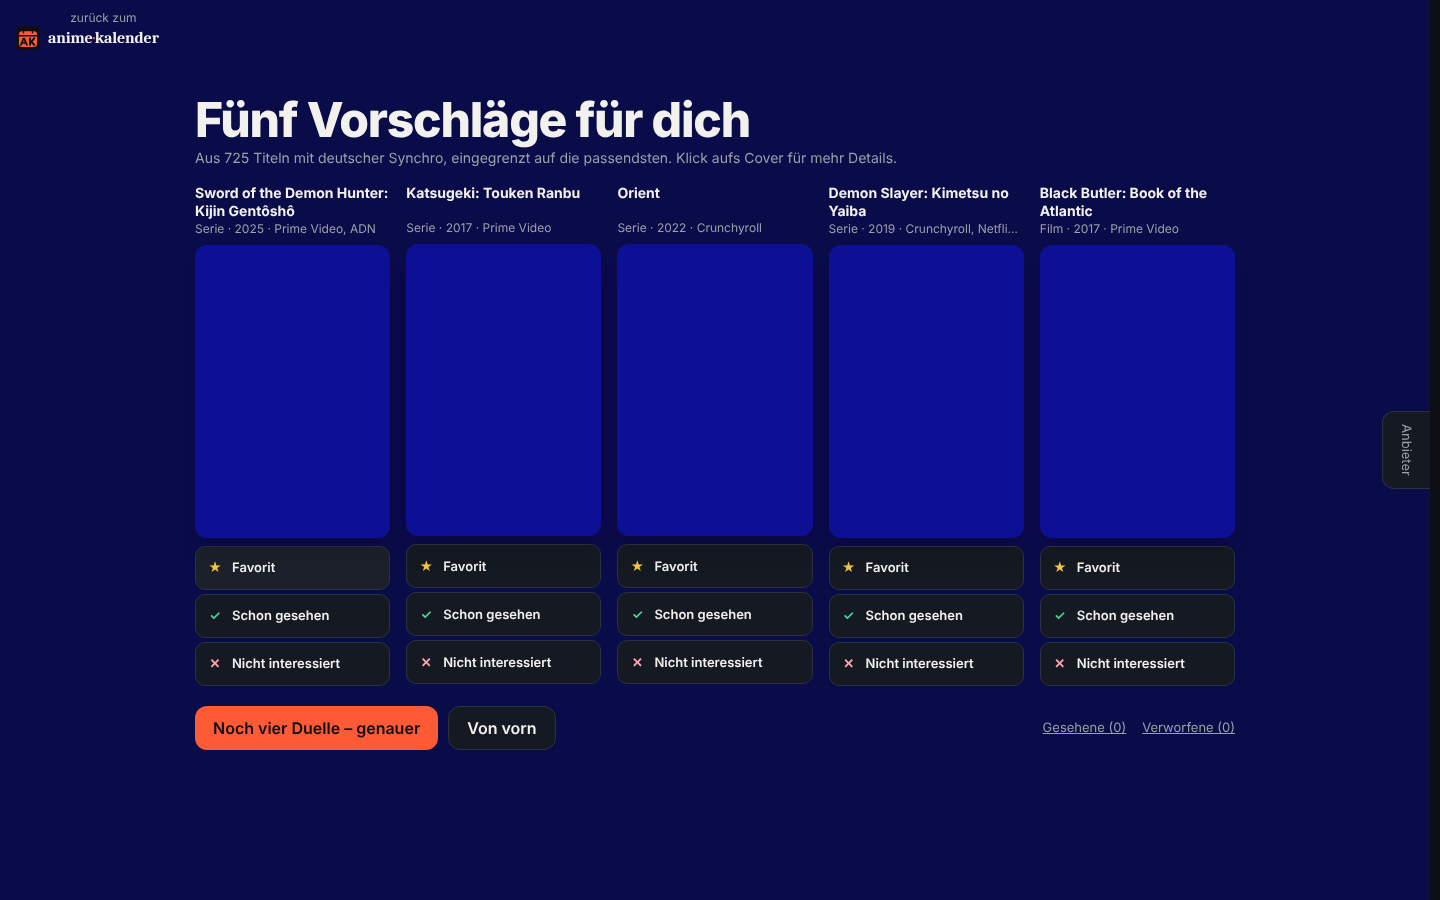 zurück zum
AK anime·kalender
Fünf Vorschläge für dich
Aus 725 Titeln mit deutscher Synchro, eingegrenzt auf die passendsten. Klick aufs Cover für mehr Details.
Sword of the Demon Hunter:
Kijin Gentôshô
Serie · 2025 · Prime Video, ADN
★ Favorit
✓ Schon gesehen
✕ Nicht interessiert
Katsugeki: Touken Ranbu
Serie · 2017 · Prime Video
★ Favorit
✓ Schon gesehen
✕ Nicht interessiert
Orient
Serie · 2022 · Crunchyroll
★ Favorit
✓ Schon gesehen
✕ Nicht interessiert
Demon Slayer: Kimetsu no
Yaiba
Serie · 2019 · Crunchyroll, Netfli…
★ Favorit
✓ Schon gesehen
✕ Nicht interessiert
Black Butler: Book of the
Atlantic
Film · 2017 · Prime Video
★ Favorit
✓ Schon gesehen
✕ Nicht interessiert
Anbieter
Noch vier Duelle – genauer
Von vorn
Gesehene (0)
Verworfene (0)